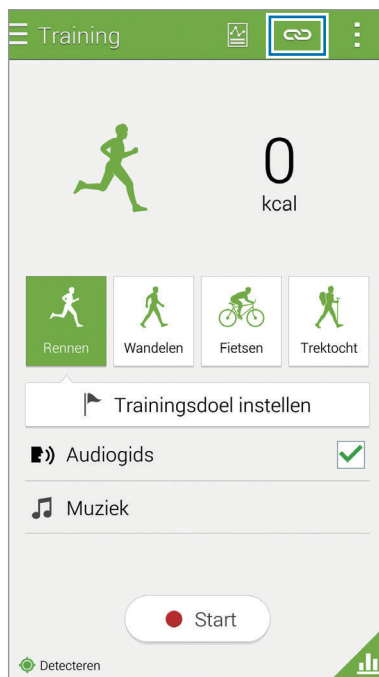 Training
0
kcal
Rennen Wandelen Fietsen Trektocht
Trainingsdoel instellen
Audiogids
Muziek
Start
Detecteren